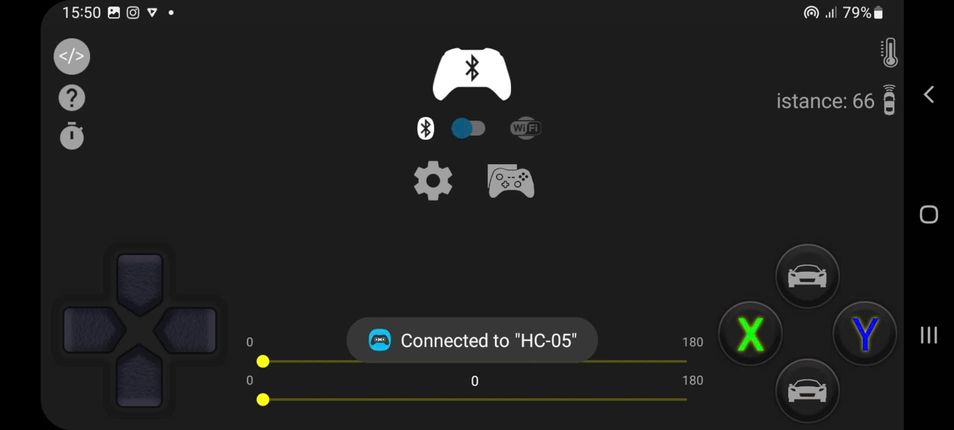 15:50
79%
</>
?
istance: 66
WiFi
0
180
Connected to "HC-05"
0
0
180
X
Y